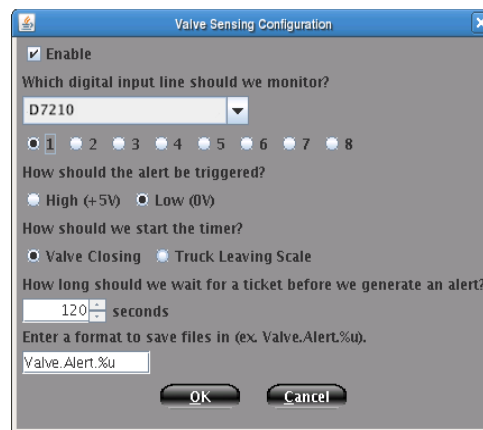 Valve Sensing Configuration
Enable
Which digital input line should we monitor?
D7210
1 2 3 4 5 6 7 8
How should the alert be triggered?
High (+5V) Low (0V)
How should we start the timer?
Valve Closing Truck Leaving Scale
How long should we wait for a ticket before we generate an alert?
120 seconds
Enter a format to save files in (ex. Valve.Alert.%u).
Valve.Alert.%u
OK Cancel